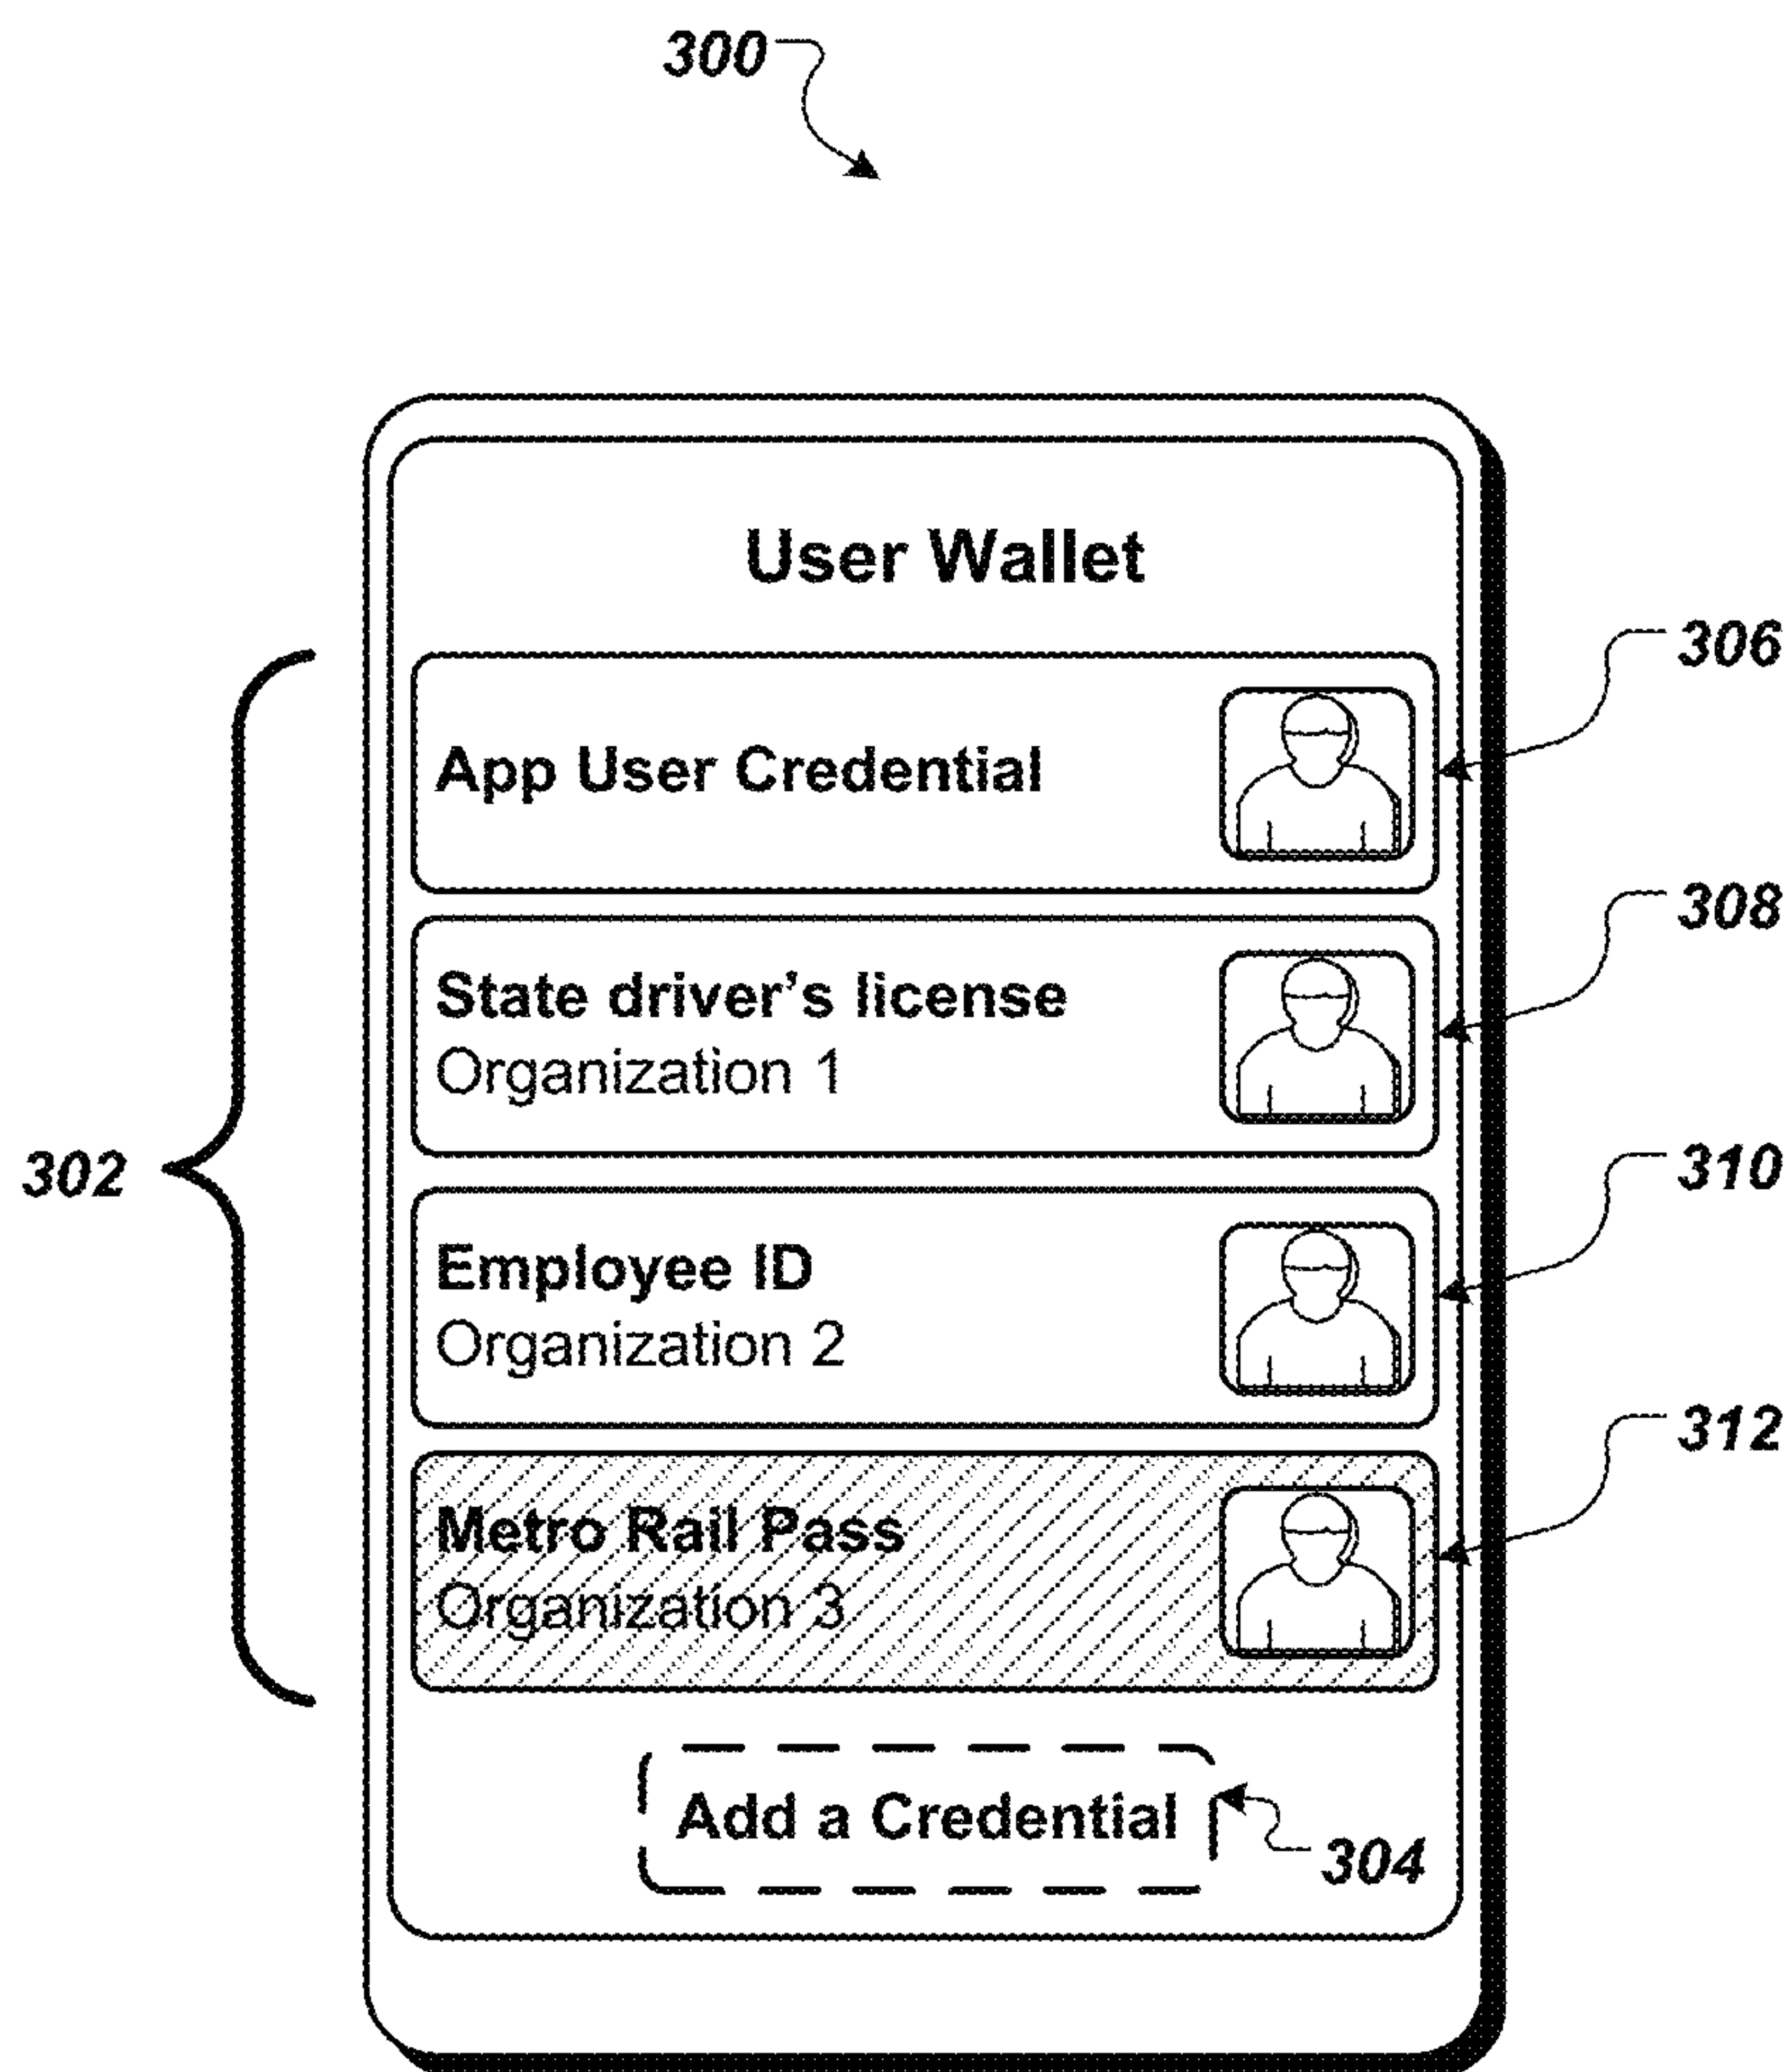 300
User Wallet
306
App User Credential
308
State driver's license
Organization 1
302
310
Employee ID
Organization 2
312
Metro Rail Pass
Organization 3
Add a Credential
304